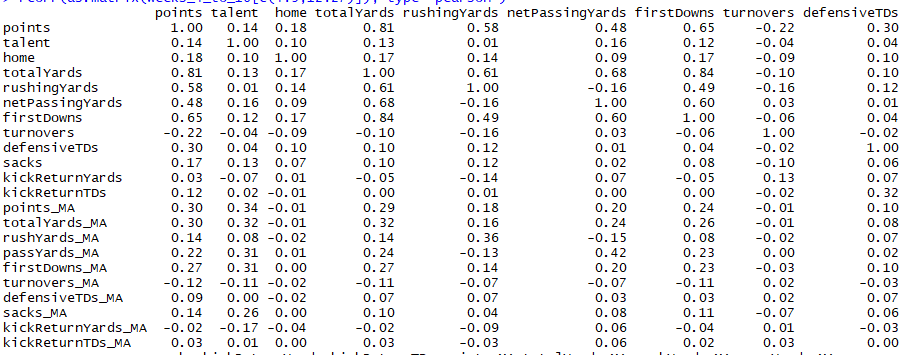 points talent home totalYards rushingYards netPassingYards firstDowns turnovers defensiveTDs
points 1.00 0.14 0.18 0.81 0.58 0.48 0.65 -0.22 0.30
talent 0.14 1.00 0.10 0.13 0.01 0.16 0.12 -0.04 0.04
home 0.18 0.10 1.00 0.17 0.14 0.09 0.17 -0.09 0.10
totalYards 0.81 0.13 0.17 1.00 0.61 0.68 0.84 -0.10 0.10
rushingYards 0.58 0.01 0.14 0.61 1.00 -0.16 0.49 -0.16 0.12
netPassingYards 0.48 0.16 0.09 0.68 -0.16 1.00 0.60 0.03 0.01
firstDowns 0.65 0.12 0.17 0.84 0.49 0.60 1.00 -0.06 0.04
turnovers -0.22 -0.04 -0.09 -0.10 -0.16 0.03 -0.06 1.00 -0.02
defensiveTDs 0.30 0.04 0.10 0.10 0.12 0.01 0.04 -0.02 1.00
sacks 0.17 0.13 0.07 0.10 0.12 0.02 0.08 -0.10 0.06
kickReturnYards 0.03 -0.07 0.01 -0.05 -0.14 0.07 -0.05 0.13 0.07
kickReturnTDs 0.12 0.02 -0.01 0.00 0.01 0.00 0.00 -0.02 0.32
points_MA 0.30 0.34 -0.01 0.29 0.18 0.20 0.24 -0.01 0.10
totalYards_MA 0.30 0.32 -0.01 0.32 0.16 0.24 0.26 -0.01 0.08
rushYards_MA 0.14 0.08 -0.02 0.14 0.36 -0.15 0.08 -0.02 0.07
passYards_MA 0.22 0.31 0.01 0.24 -0.13 0.42 0.23 0.00 0.02
firstDowns_MA 0.27 0.31 0.00 0.27 0.14 0.20 0.23 -0.03 0.10
turnovers_MA -0.12 -0.11 -0.02 -0.11 -0.07 -0.07 -0.11 0.02 -0.03
defensiveTDs_MA 0.09 0.00 -0.02 0.07 0.07 0.03 0.03 0.02 0.07
sacks_MA 0.14 0.26 0.00 0.10 0.04 0.08 0.11 -0.07 0.06
kickReturnYards_MA -0.02 -0.17 -0.04 -0.02 -0.09 0.06 -0.04 0.01 -0.03
kickReturnTDs_MA 0.03 0.01 0.00 0.03 -0.03 0.06 0.02 0.03 -0.03